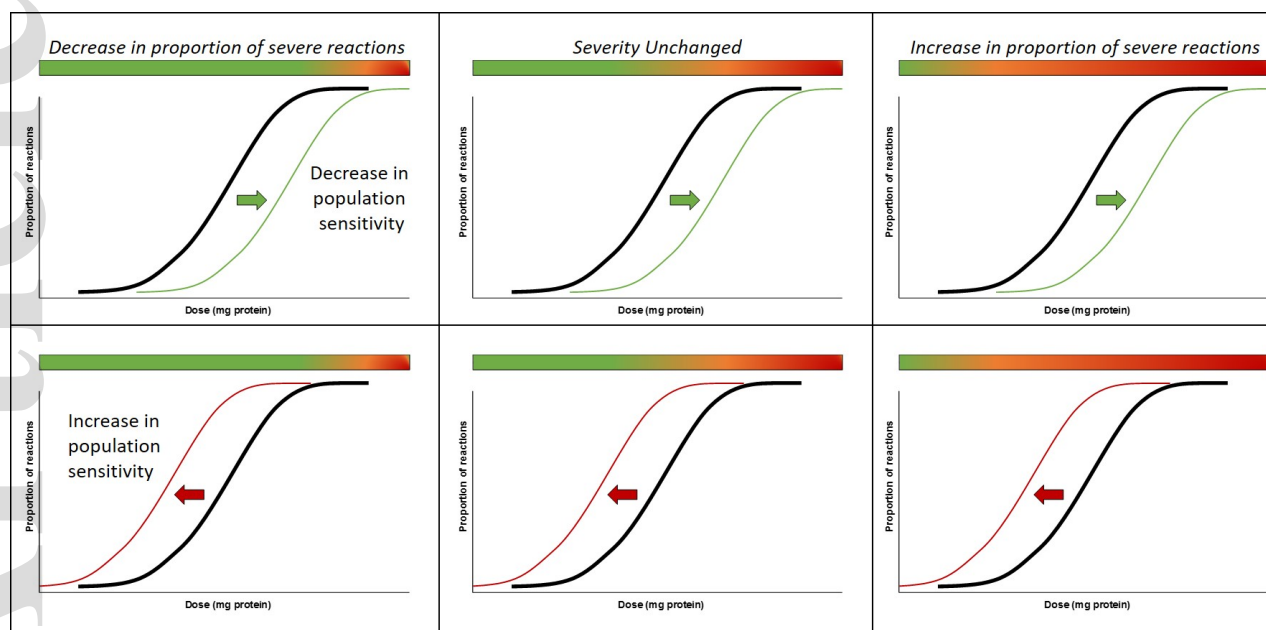 Decrease in proportion of severe reactions
Severity Unchanged
Increase in proportion of severe reactions
Proportion of reactions
Decrease in
population
sensitivity
Dose (mg protein)
Proportion of reactions
Dose (mg protein)
Proportion of reactions
Dose (mg protein)
Proportion of reactions
Increase in
population
sensitivity
Dose (mg protein)
Proportion of reactions
Dose (mg protein)
Proportion of reactions
Dose (mg protein)